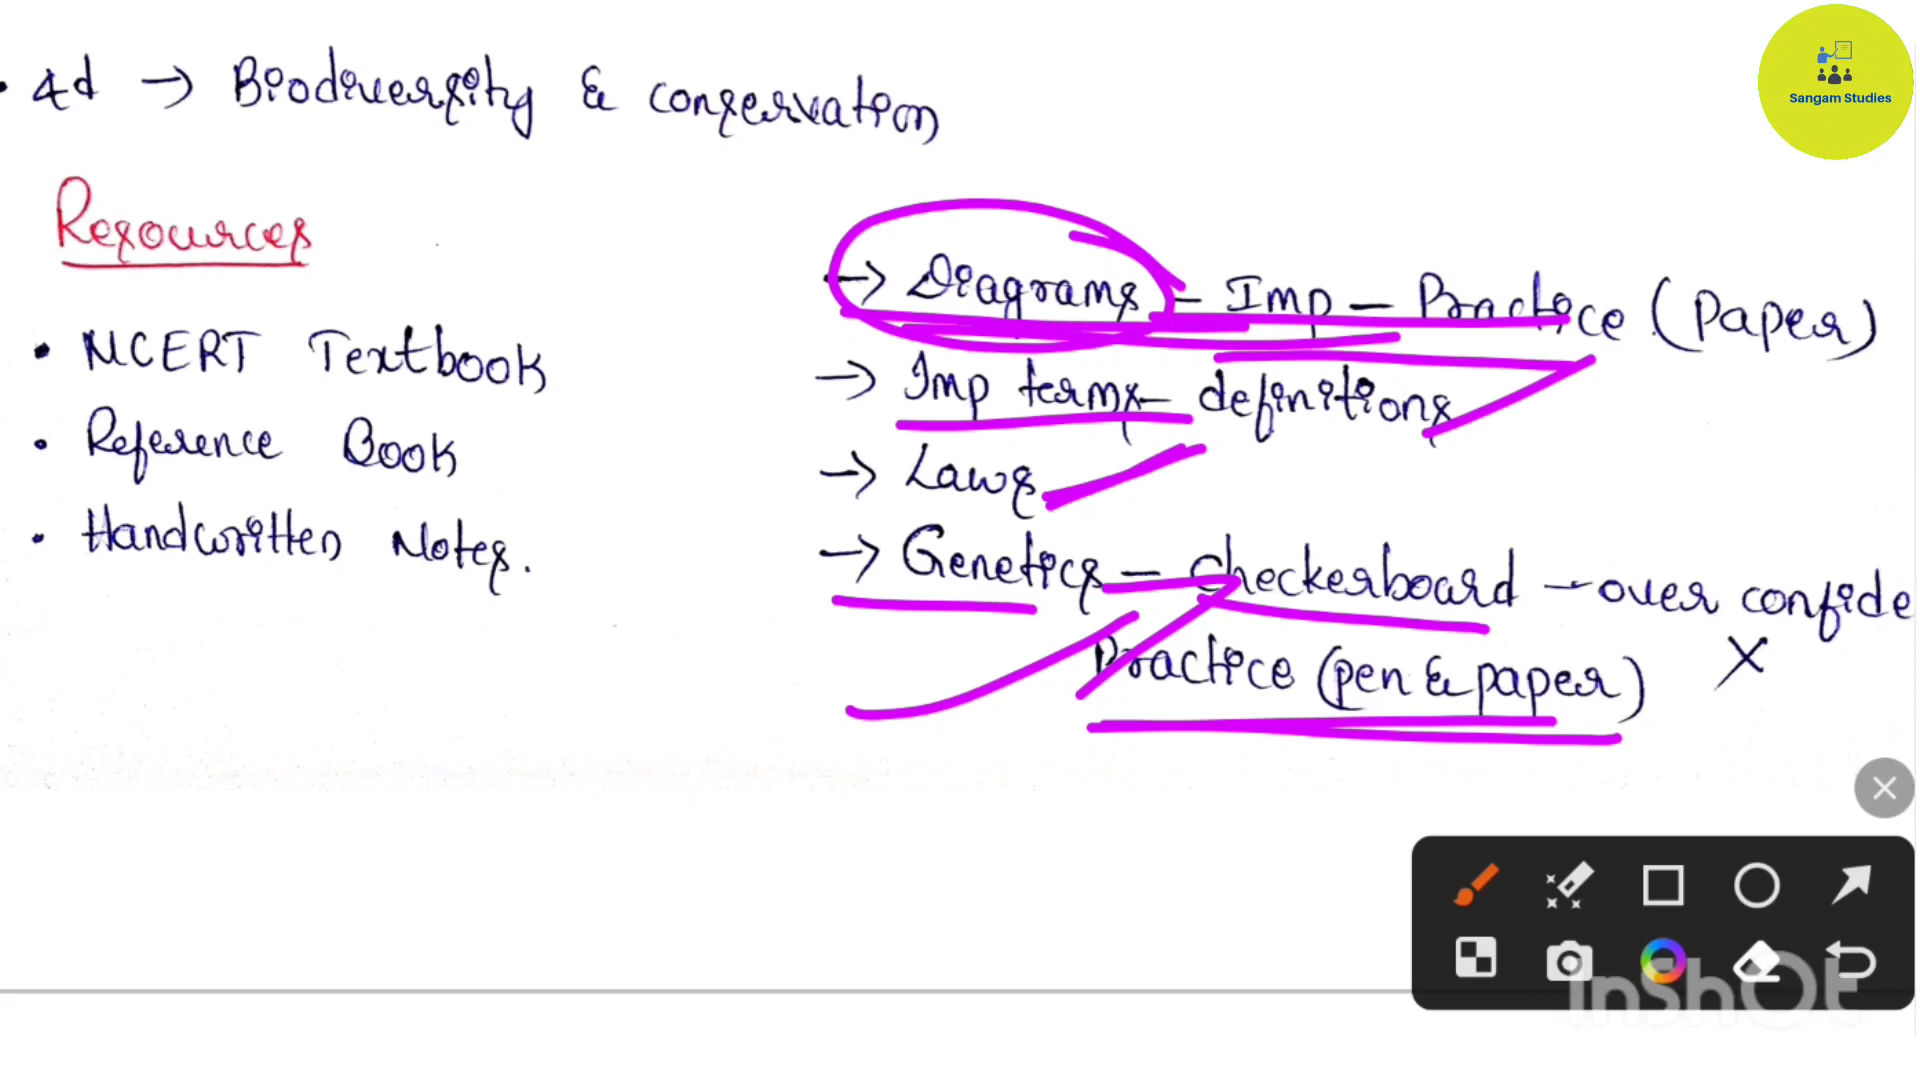 Sangam Studies
• 4d → Biodiversity & conservation
Resources
• NCERT Textbook
• Reference Book
• Handwritten Notes.
→ Diagrams - Imp - Practice (Paper)
→ Imp terms - definitions
→ Laws
→ Genetics - Checkerboard - over confide
Practice (pen & paper) X
InShOt